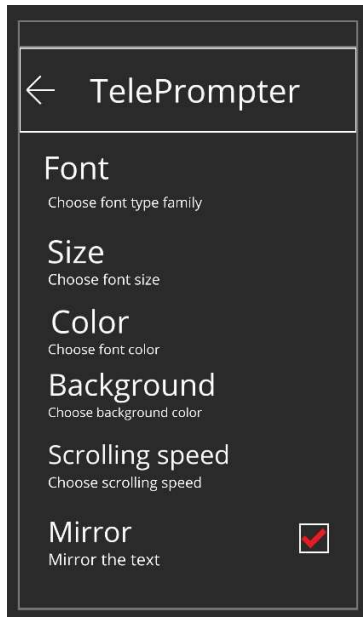 TelePrompter
Font
Choose font type family
Size
Choose font size
Color
Choose font color
Background
Choose background color
Scrolling speed
Choose scrolling speed
Mirror
Mirror the text